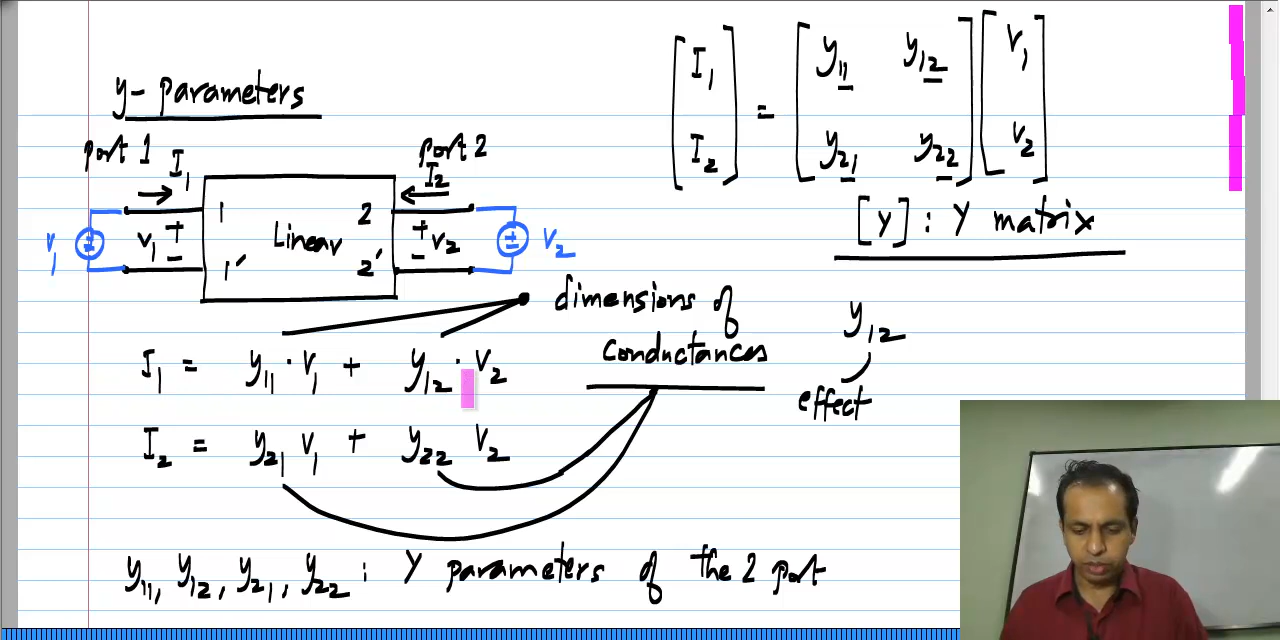 y-parameters
port 1
port 2
I1
I2
V1
V1
1
1'
Linear
2
2'
V2
V2
[I1 I2] = [y11 y12 y21 y22] [V1 V2]
[Y] : Y matrix
dimensions of
conductances
y12
effect
I1 = y11 · V1 + y12 · V2
I2 = y21 V1 + y22 V2
y11, y12, y21, y22 : Y parameters of the 2 port